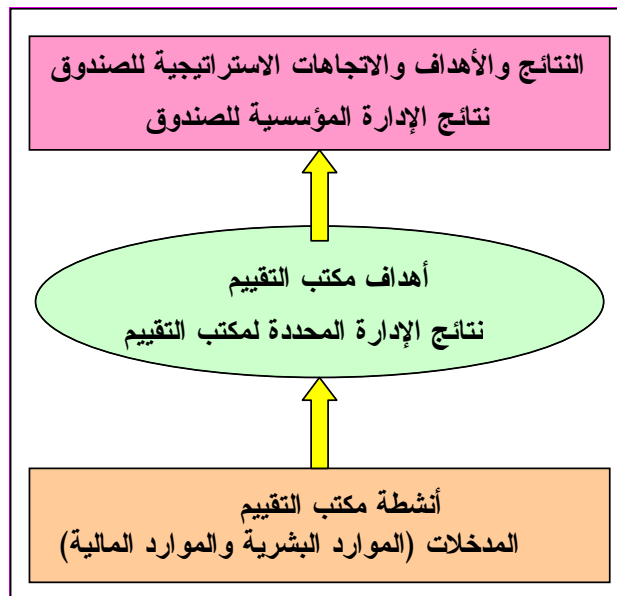 النتائج والأهداف والاتجاهات الاستراتيجية للصندوق
نتائج الإدارة المؤسسية للصندوق
أهداف مكتب التقييم
نتائج الإدارة المحددة لمكتب التقييم
أنشطة مكتب التقييم
المدخلات (الموارد البشرية والموارد المالية)